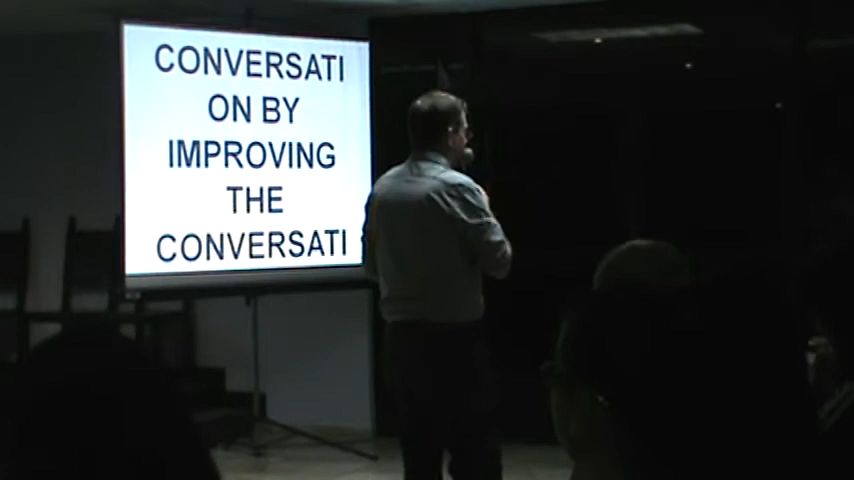 CONVERSATI
ON BY
IMPROVING
THE
CONVERSATI